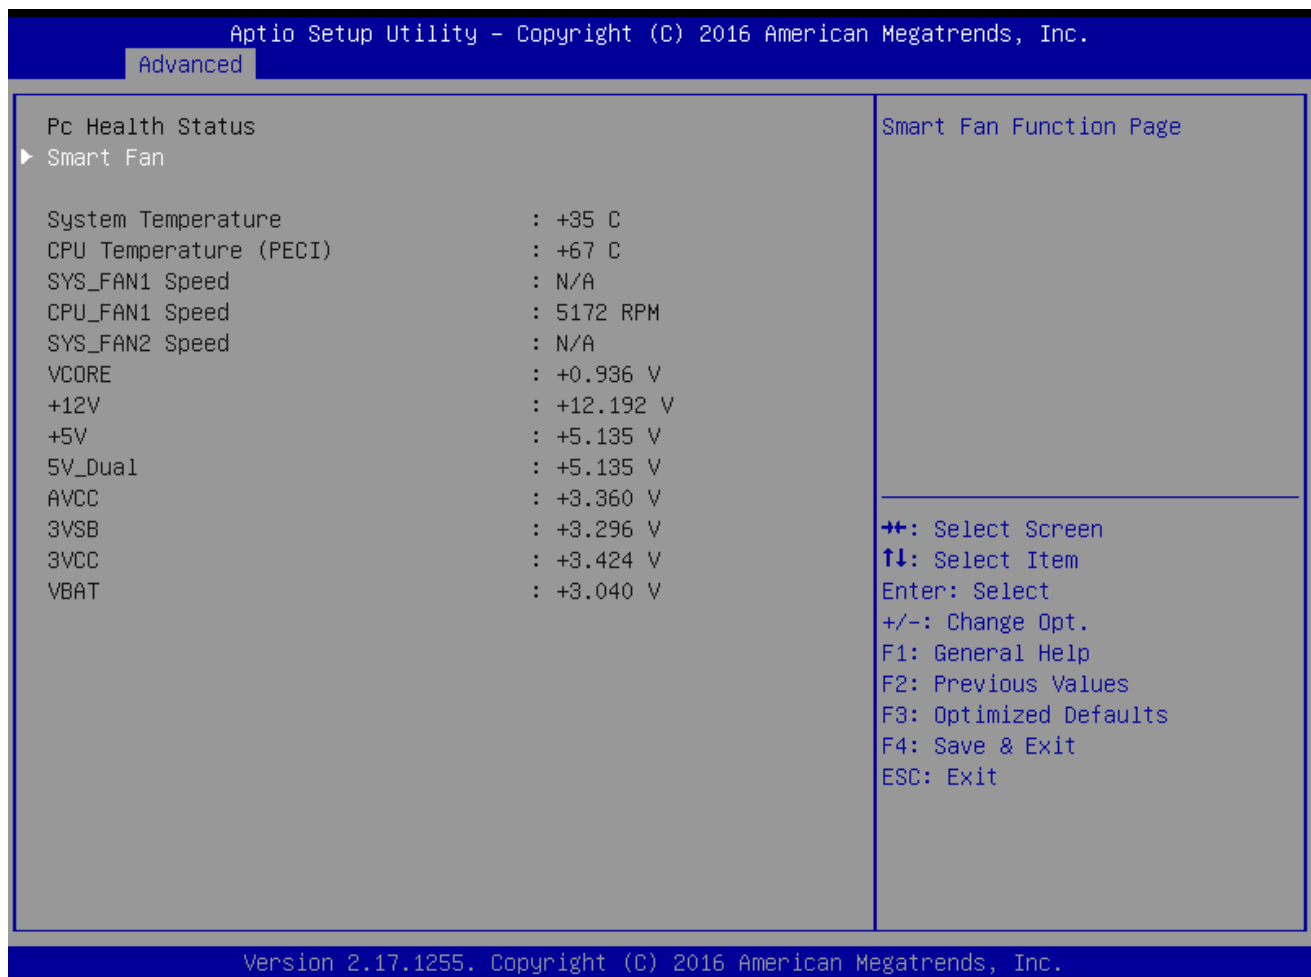 Aptio Setup Utility - Copyright (C) 2016 American Megatrends, Inc.
Advanced
Pc Health Status
Smart Fan
System Temperature : +35 C
CPU Temperature (PECI) : +67 C
SYS_FAN1 Speed : N/A
CPU_FAN1 Speed : 5172 RPM
SYS_FAN2 Speed : N/A
VCORE : +0.936 V
+12V : +12.192 V
+5V : +5.135 V
5V_Dual : +5.135 V
AVCC : +3.360 V
3VSB : +3.296 V
3VCC : +3.424 V
VBAT : +3.040 V
Smart Fan Function Page
→←: Select Screen
↑↓: Select Item
Enter: Select
+/-: Change Opt.
F1: General Help
F2: Previous Values
F3: Optimized Defaults
F4: Save & Exit
ESC: Exit
Version 2.17.1255. Copyright (C) 2016 American Megatrends, Inc.